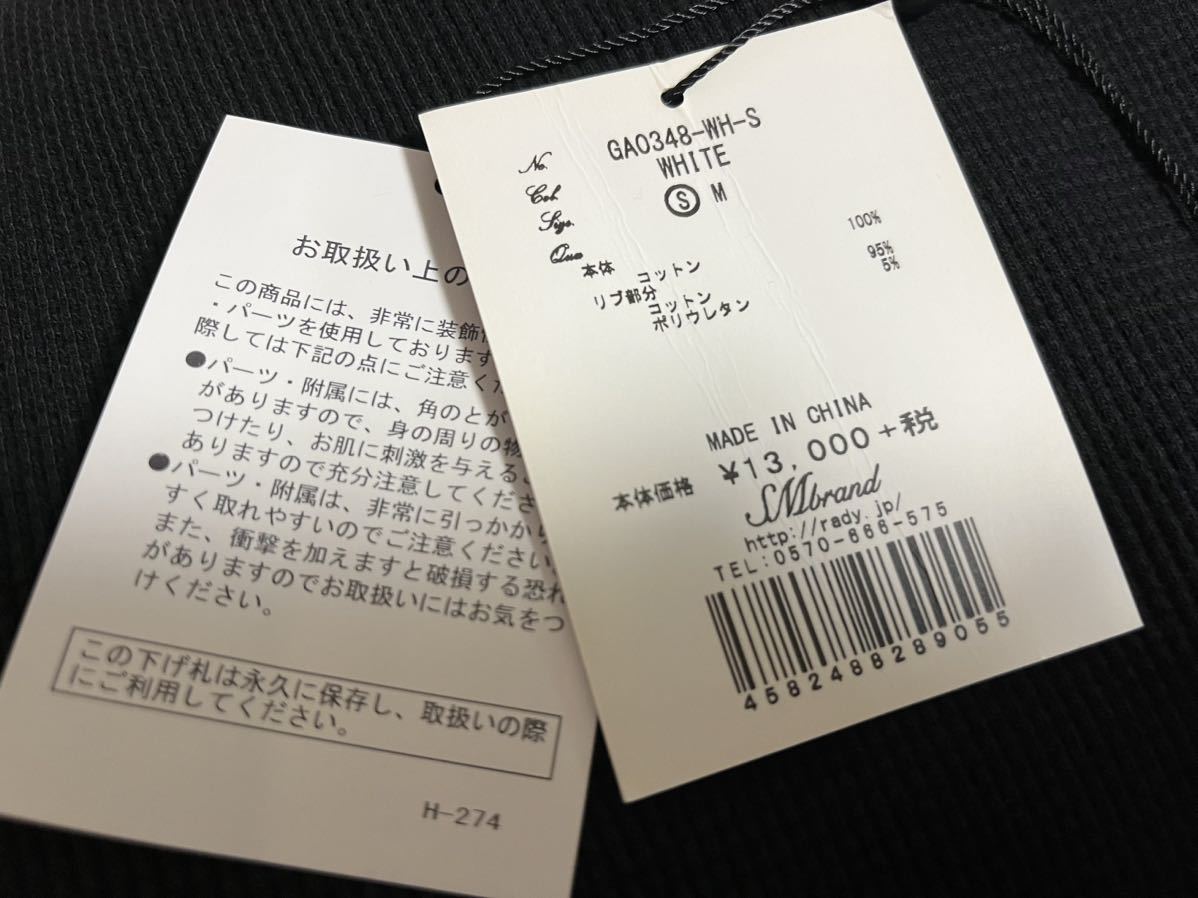 お取扱い上の
この商品には、非常に装飾
・パーツを使用しております
際しては下記の点にご注意く
●パーツ・附属には、角のとが
がありますので、身の周りの物
つけたり、お肌に刺激を与える
ありますので充分注意してくださ
●パーツ・附属は、非常に引っかかり
すく取れやすいのでご注意ください
また、衝撃を加えますと破損する恐れ
がありますのでお取扱いにはお気をつ
けください。
この下げ札は永久に保存し、取扱いの際
にご利用してください。
H-274
No. GA0348-WH-S
Col. WHITE
Siz. S M
Qua
本体
コットン 100%
リブ部分
コットン 95%
ポリウレタン 5%
MADE IN CHINA
本体価格 ¥13,000+税
SMbrand
http://rady.jp/
TEL:0570-666-575
4582488289055